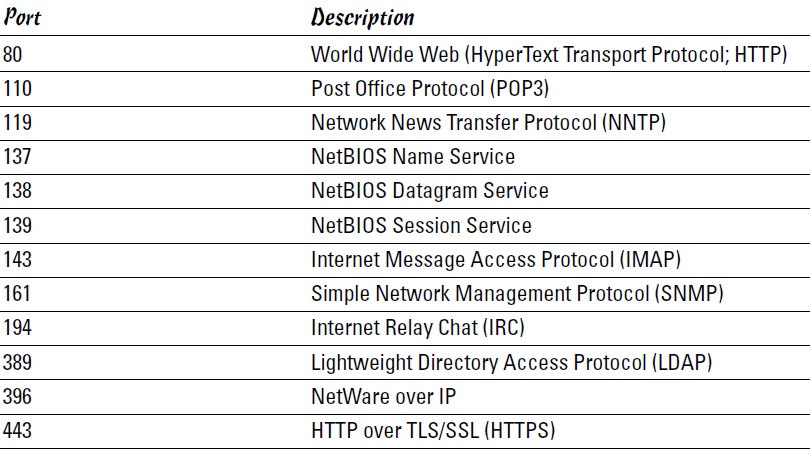 Port Description
80 World Wide Web (HyperText Transport Protocol; HTTP)
110 Post Office Protocol (POP3)
119 Network News Transfer Protocol (NNTP)
137 NetBIOS Name Service
138 NetBIOS Datagram Service
139 NetBIOS Session Service
143 Internet Message Access Protocol (IMAP)
161 Simple Network Management Protocol (SNMP)
194 Internet Relay Chat (IRC)
389 Lightweight Directory Access Protocol (LDAP)
396 NetWare over IP
443 HTTP over TLS/SSL (HTTPS)